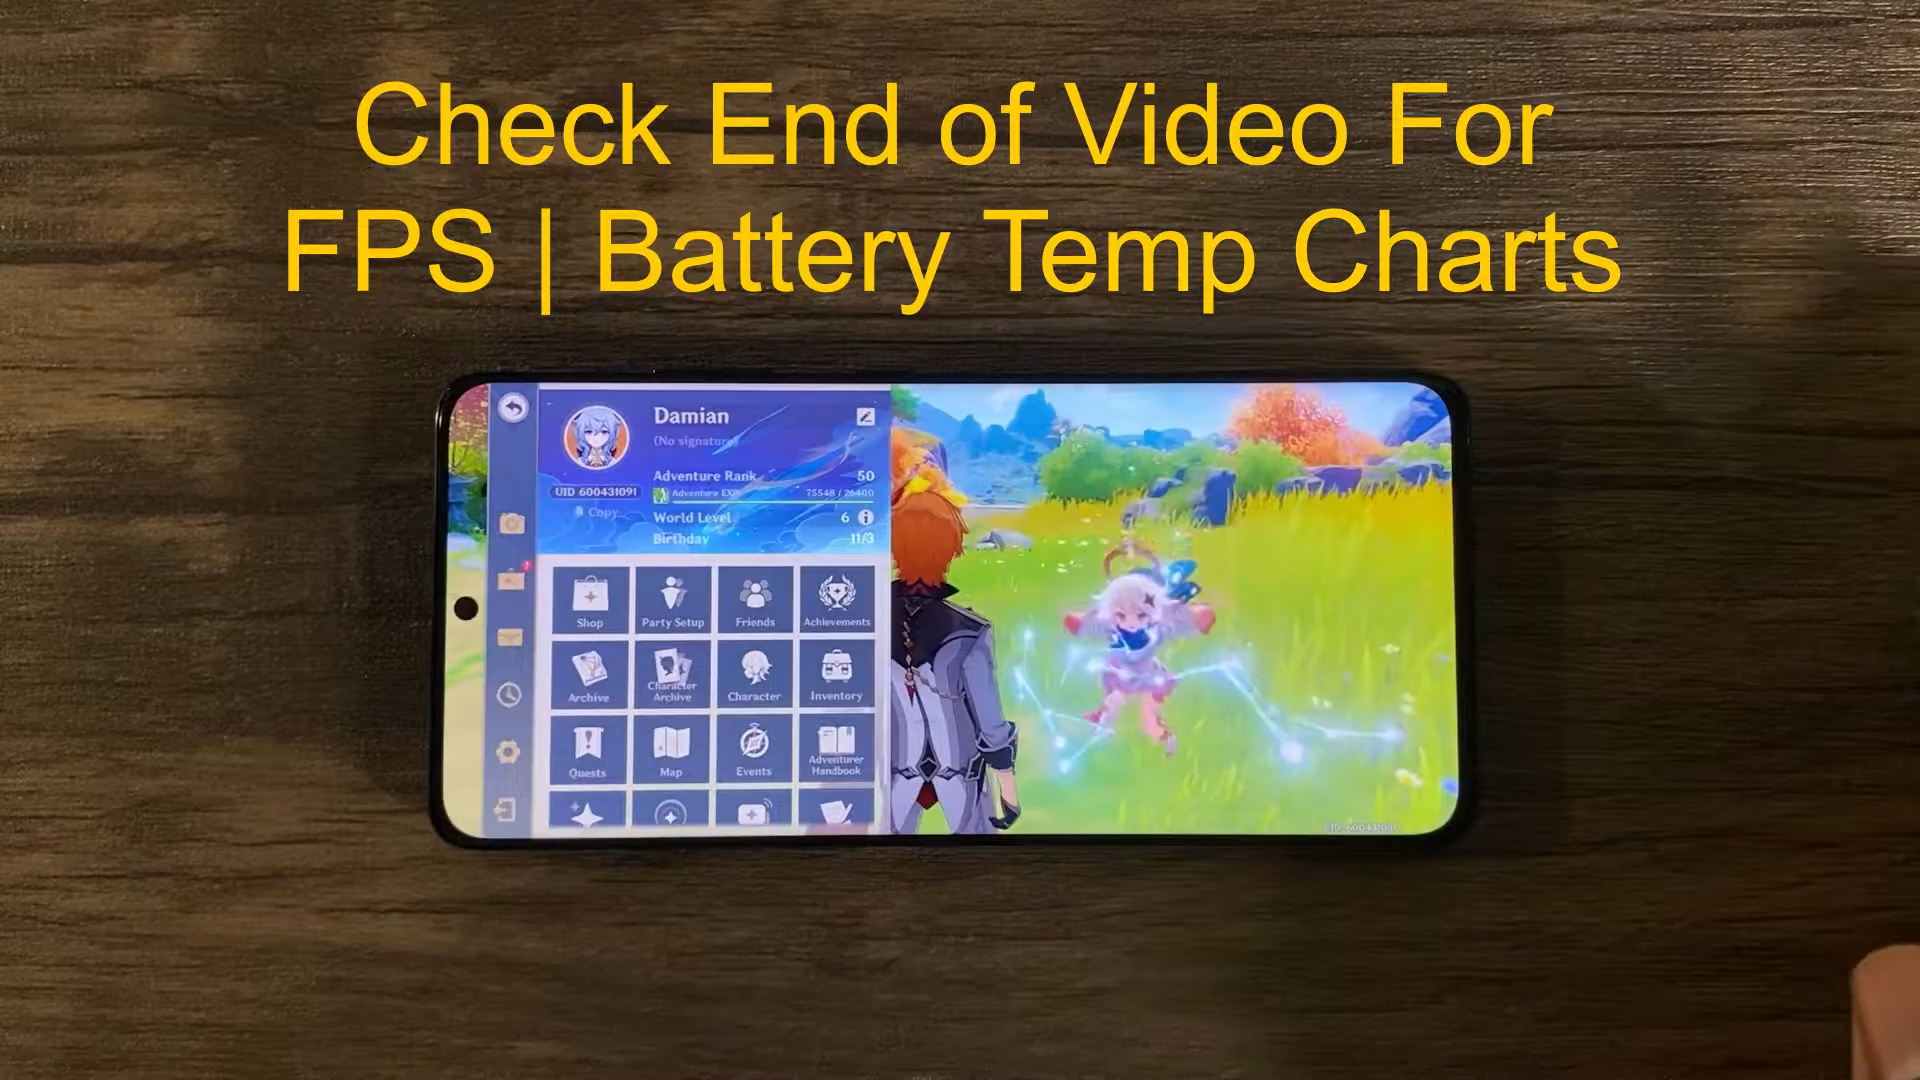 Check End of Video For
FPS | Battery Temp Charts
Damian
(No signature)
Adventure Rank 50
UID 600431091
Adventure EXP 75548 / 26400
Copy
World Level 6
Birthday 11/3
Shop
Party Setup
Friends
Achievements
Archive
Character
Archive
Character
Inventory
Quests
Map
Events
Adventurer
Handbook
UID: 600431091